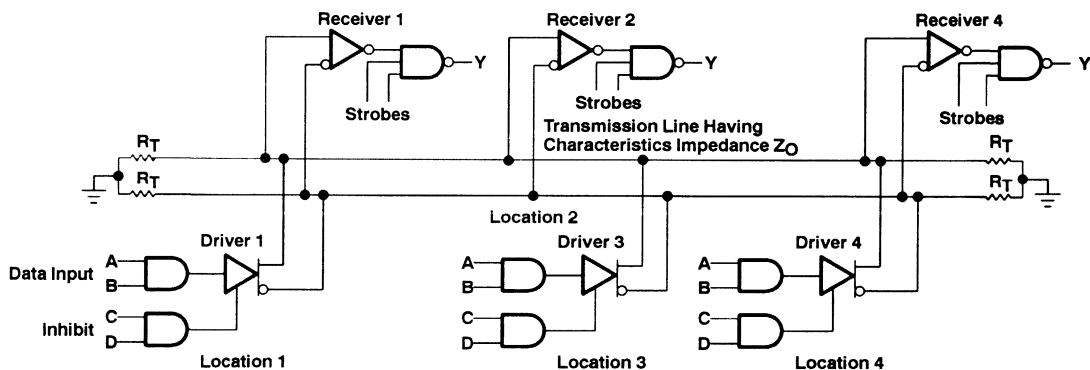 Receiver 1
Receiver 2
Receiver 4
Y
Y
Y
Strobes
Strobes
Strobes
Transmission Line Having
Characteristics Impedance ZO
RT
RT
RT
RT
Location 2
Driver 1
Driver 3
Driver 4
Data Input
A
B
A
B
A
B
Inhibit
C
D
C
D
C
D
Location 1
Location 3
Location 4